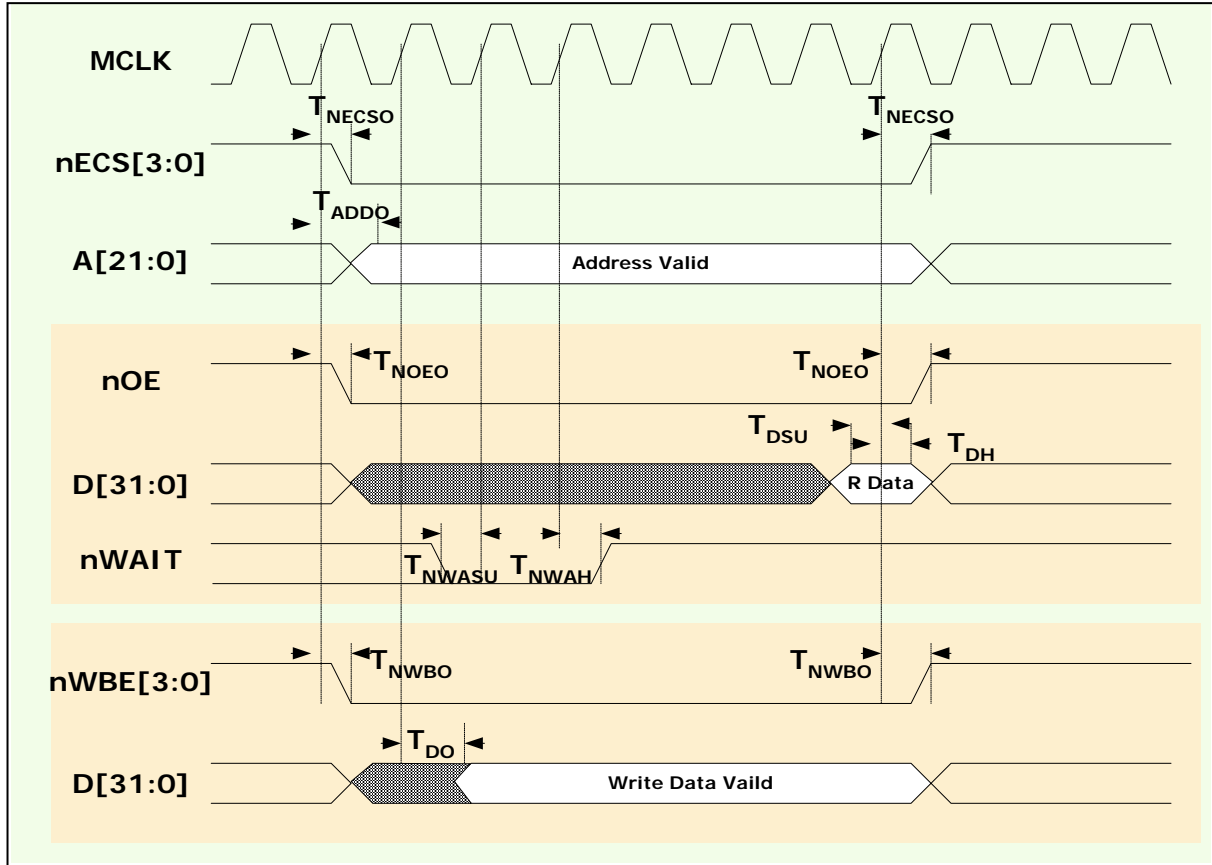 MCLK
TNECSO
TNECSO
nECS[3:0]
TADDO
A[21:0]
Address Valid
nOE
TNOEO
TNOEO
TDSU
TDH
D[31:0]
R Data
nWAIT
TNWASU
TNWAH
nWBE[3:0]
TNWBO
TNWBO
TDO
D[31:0]
Write Data Vaild